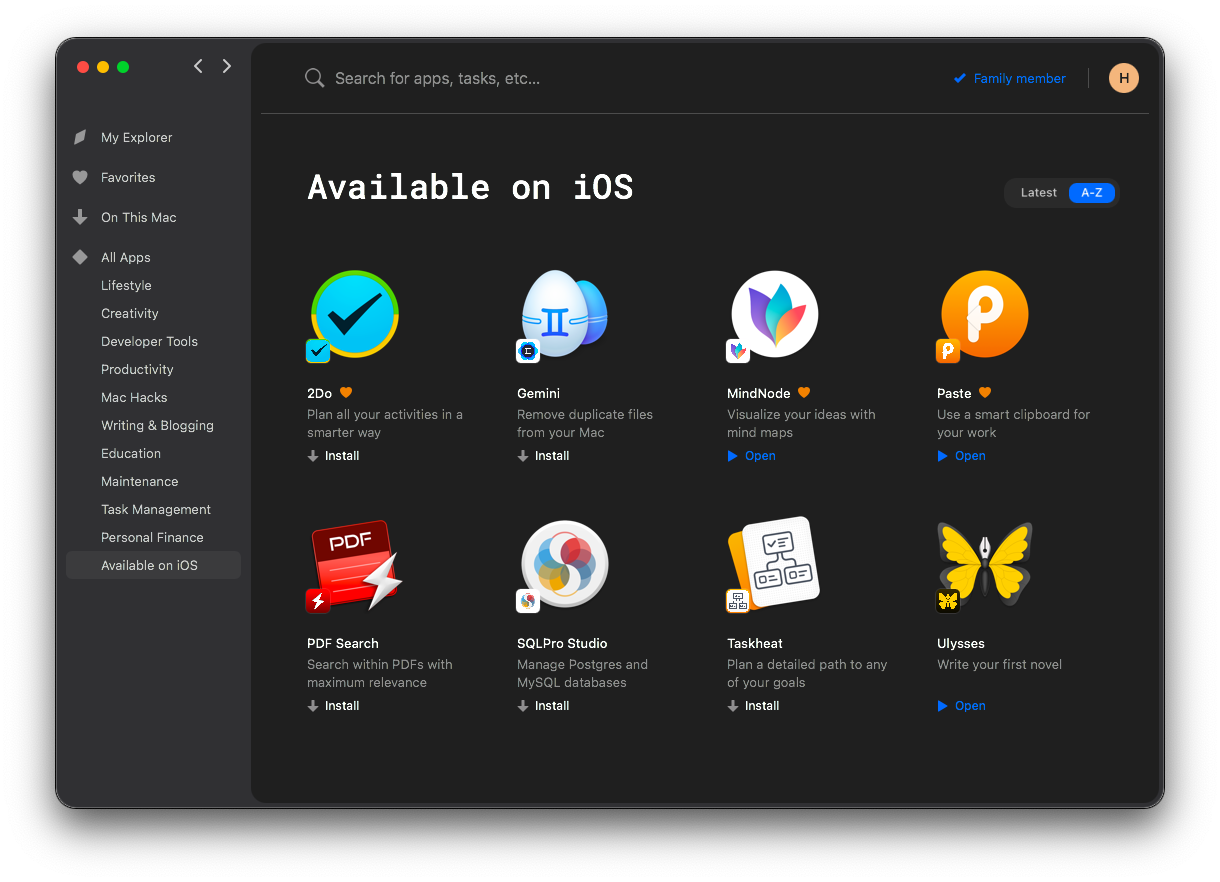 Search for apps, tasks, etc...
Family member
H
My Explorer
Favorites
On This Mac
All Apps
Lifestyle
Creativity
Developer Tools
Productivity
Mac Hacks
Writing & Blogging
Education
Maintenance
Task Management
Personal Finance
Available on iOS
Available on iOS
Latest
A-Z
2Do
Plan all your activities in a
smarter way
Install
Gemini
Remove duplicate files
from your Mac
Install
MindNode
Visualize your ideas with
mind maps
Open
Paste
Use a smart clipboard for
your work
Open
PDF
PDF Search
Search within PDFs with
maximum relevance
Install
SQLPro Studio
Manage Postgres and
MySQL databases
Install
Taskheat
Plan a detailed path to any
of your goals
Install
Ulysses
Write your first novel
Open